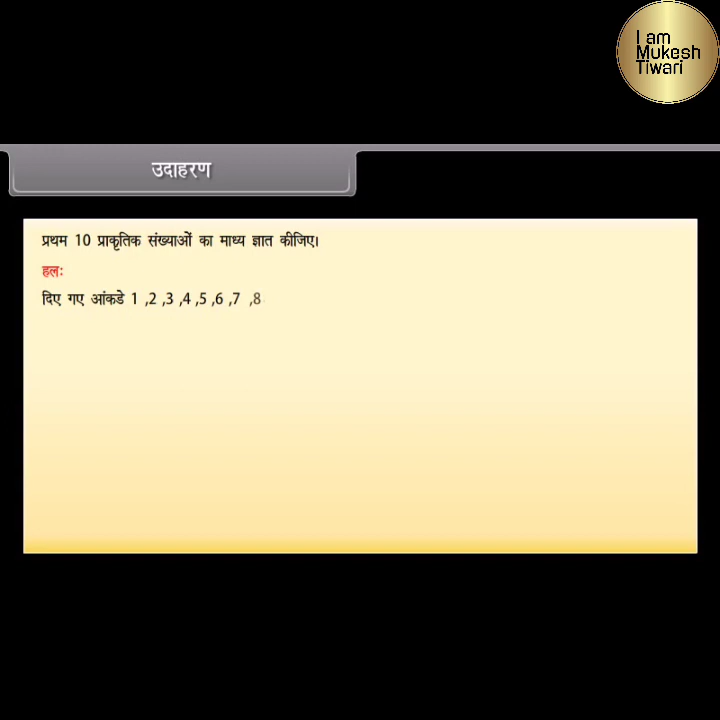 I am
Mukesh
Tiwari
उदाहरण
प्रथम 10 प्राकृतिक संख्याओं का माध्य ज्ञात कीजिए।
हलः
दिए गए आंकडे 1 ,2 ,3 ,4 ,5 ,6 ,7 ,8